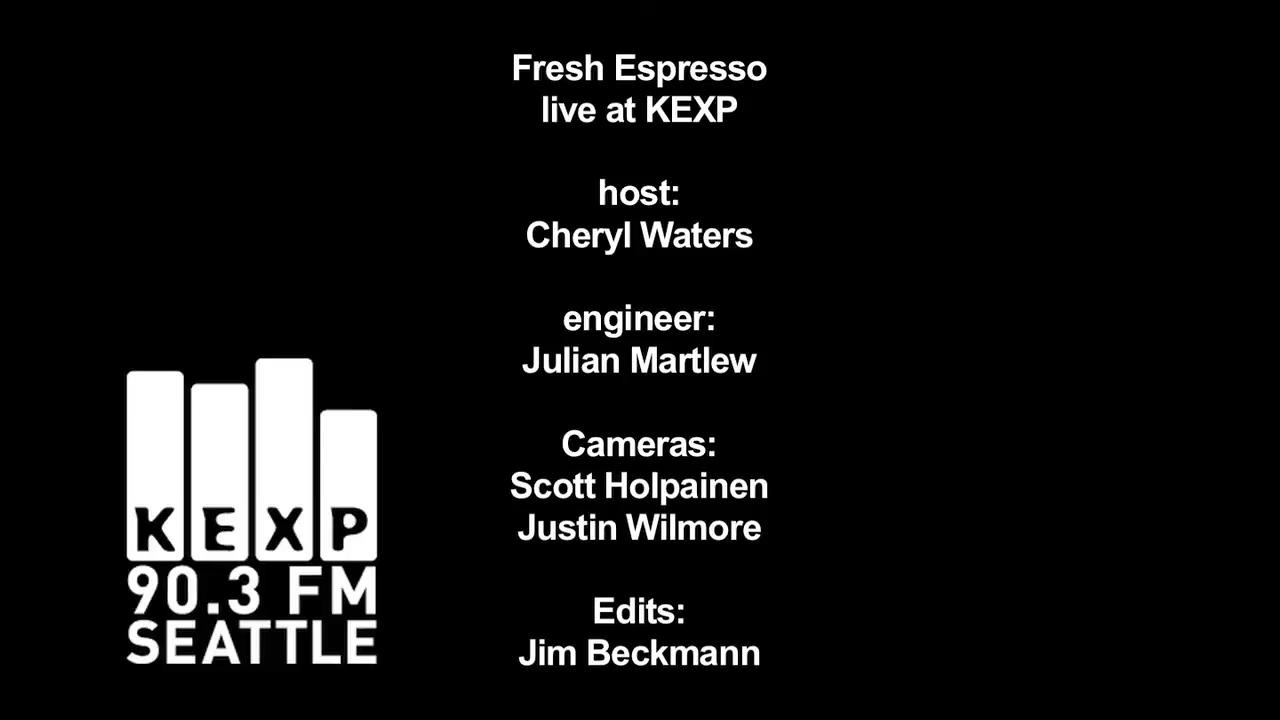 Fresh Espresso
live at KEXP
host:
Cheryl Waters
engineer:
Julian Martlew
Cameras:
Scott Holpainen
Justin Wilmore
Edits:
Jim Beckmann
KEXP
90.3 FM
SEATTLE